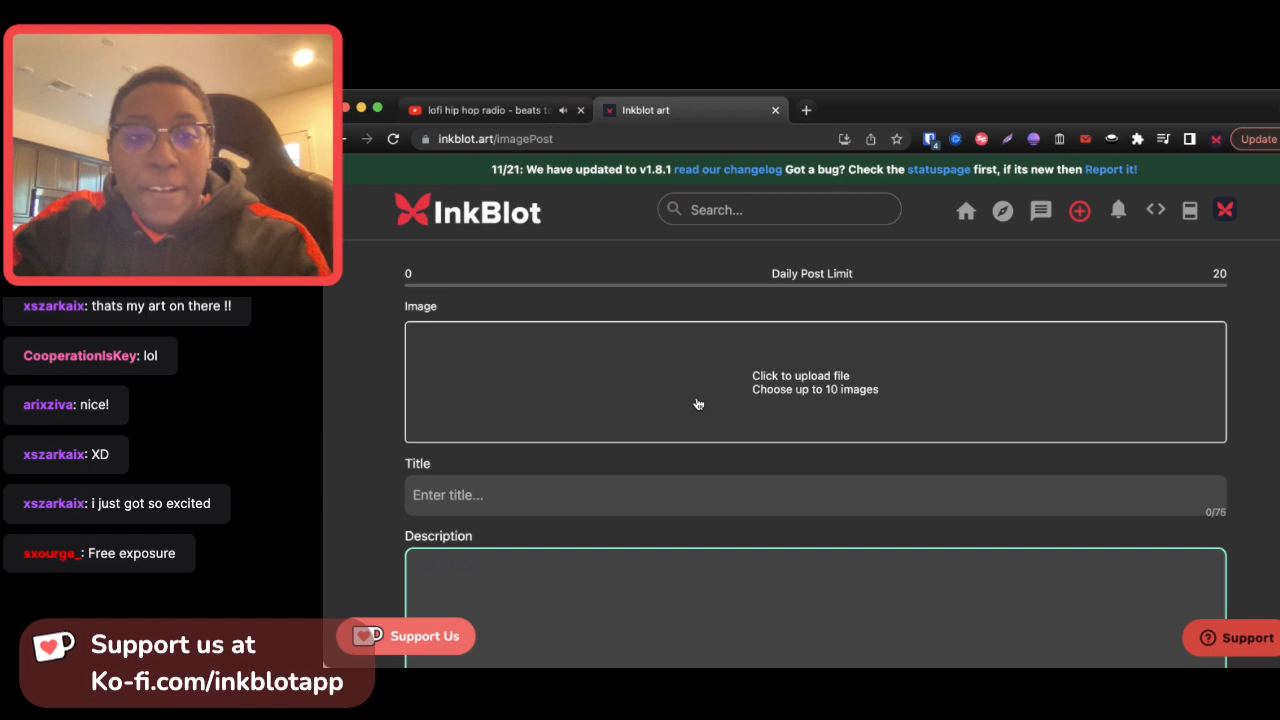 lofi hip hop radio - beats to
Inkblot art
inkblot.art/imagePost
Update
11/21: We have updated to v1.8.1 read our changelog Got a bug? Check the statuspage first, if its new then Report it!
InkBlot
Search...
0
Daily Post Limit
20
Image
Click to upload file
Choose up to 10 images
Title
Enter title...
0/75
Description
Support Us
Support
xszarkaix: thats my art on there !!
CooperationIsKey: lol
arixziva: nice!
xszarkaix: XD
xszarkaix: i just got so excited
sxourge_: Free exposure
Support us at
Ko-fi.com/inkblotapp
4